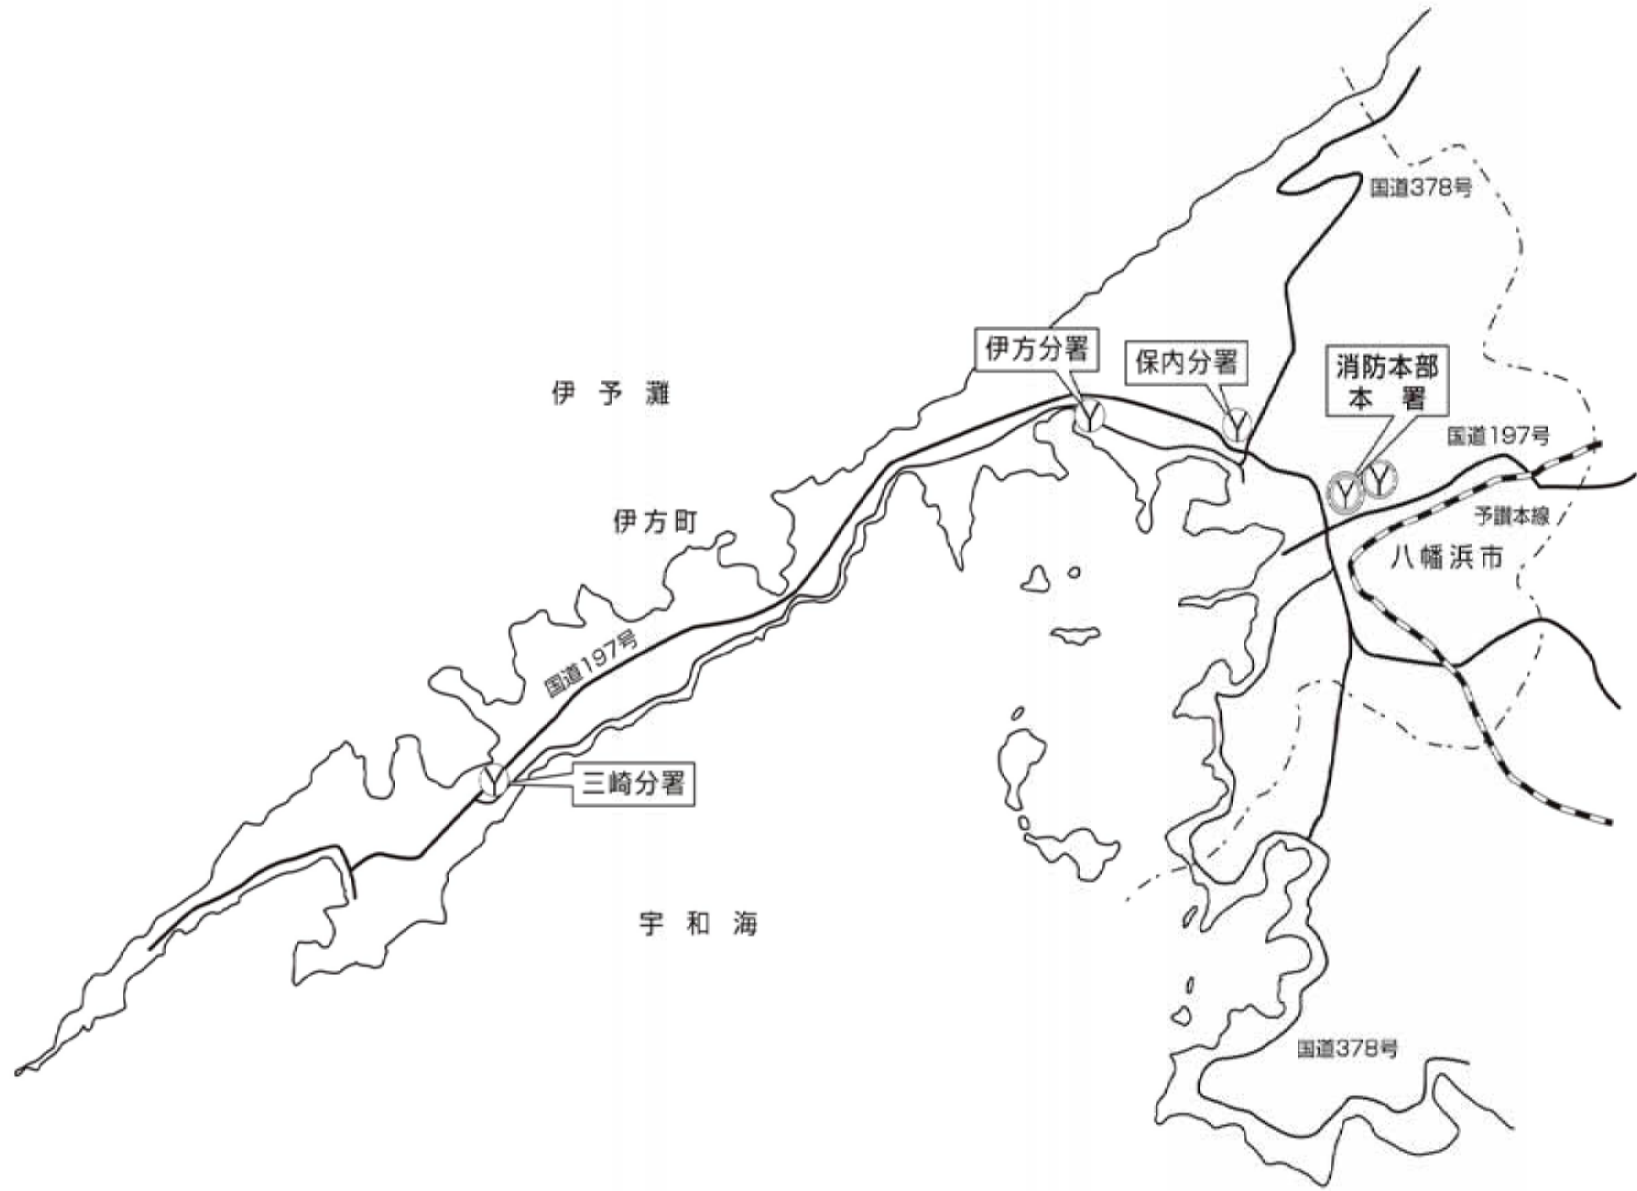 国道378号
伊方分署
保内分署
消防本部
本 署
伊 予 灘
国道197号
予讃本線
伊方町
八幡浜市
国道197号
三崎分署
宇 和 海
国道378号